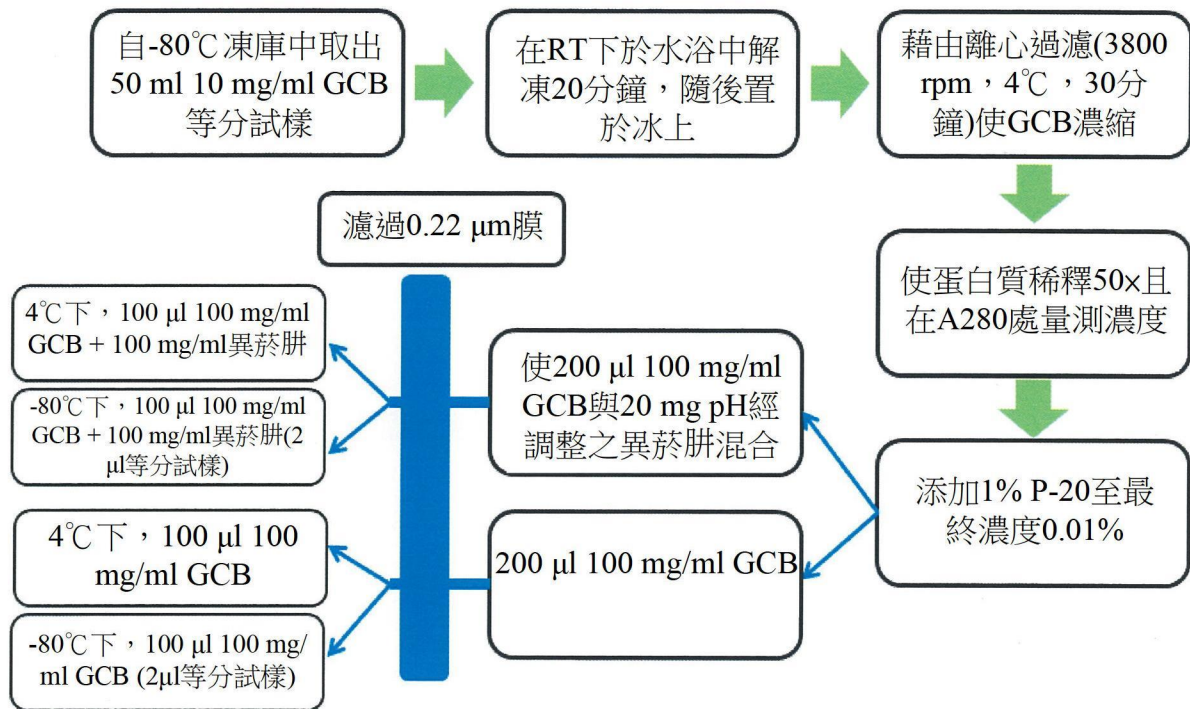 自-80℃凍庫中取出
50 ml 10 mg/ml GCB
等分試樣
在RT下於水浴中解
凍20分鐘，隨後置
於冰上
藉由離心過濾(3800
rpm，4℃，30分
鐘)使GCB濃縮
使蛋白質稀釋50×且
在A280處量測濃度
添加1% P-20至最
終濃度0.01%
使200 μl 100 mg/ml
GCB與20 mg pH經
調整之異菸肼混合
200 μl 100 mg/ml GCB
濾過0.22 μm膜
4℃下，100 μl 100 mg/ml
GCB + 100 mg/ml異菸肼
-80℃下，100 μl 100 mg/ml
GCB + 100 mg/ml異菸肼(2
μl等分試樣)
4℃下，100 μl 100
mg/ml GCB
-80℃下，100 μl 100 mg/
ml GCB (2μl等分試樣)